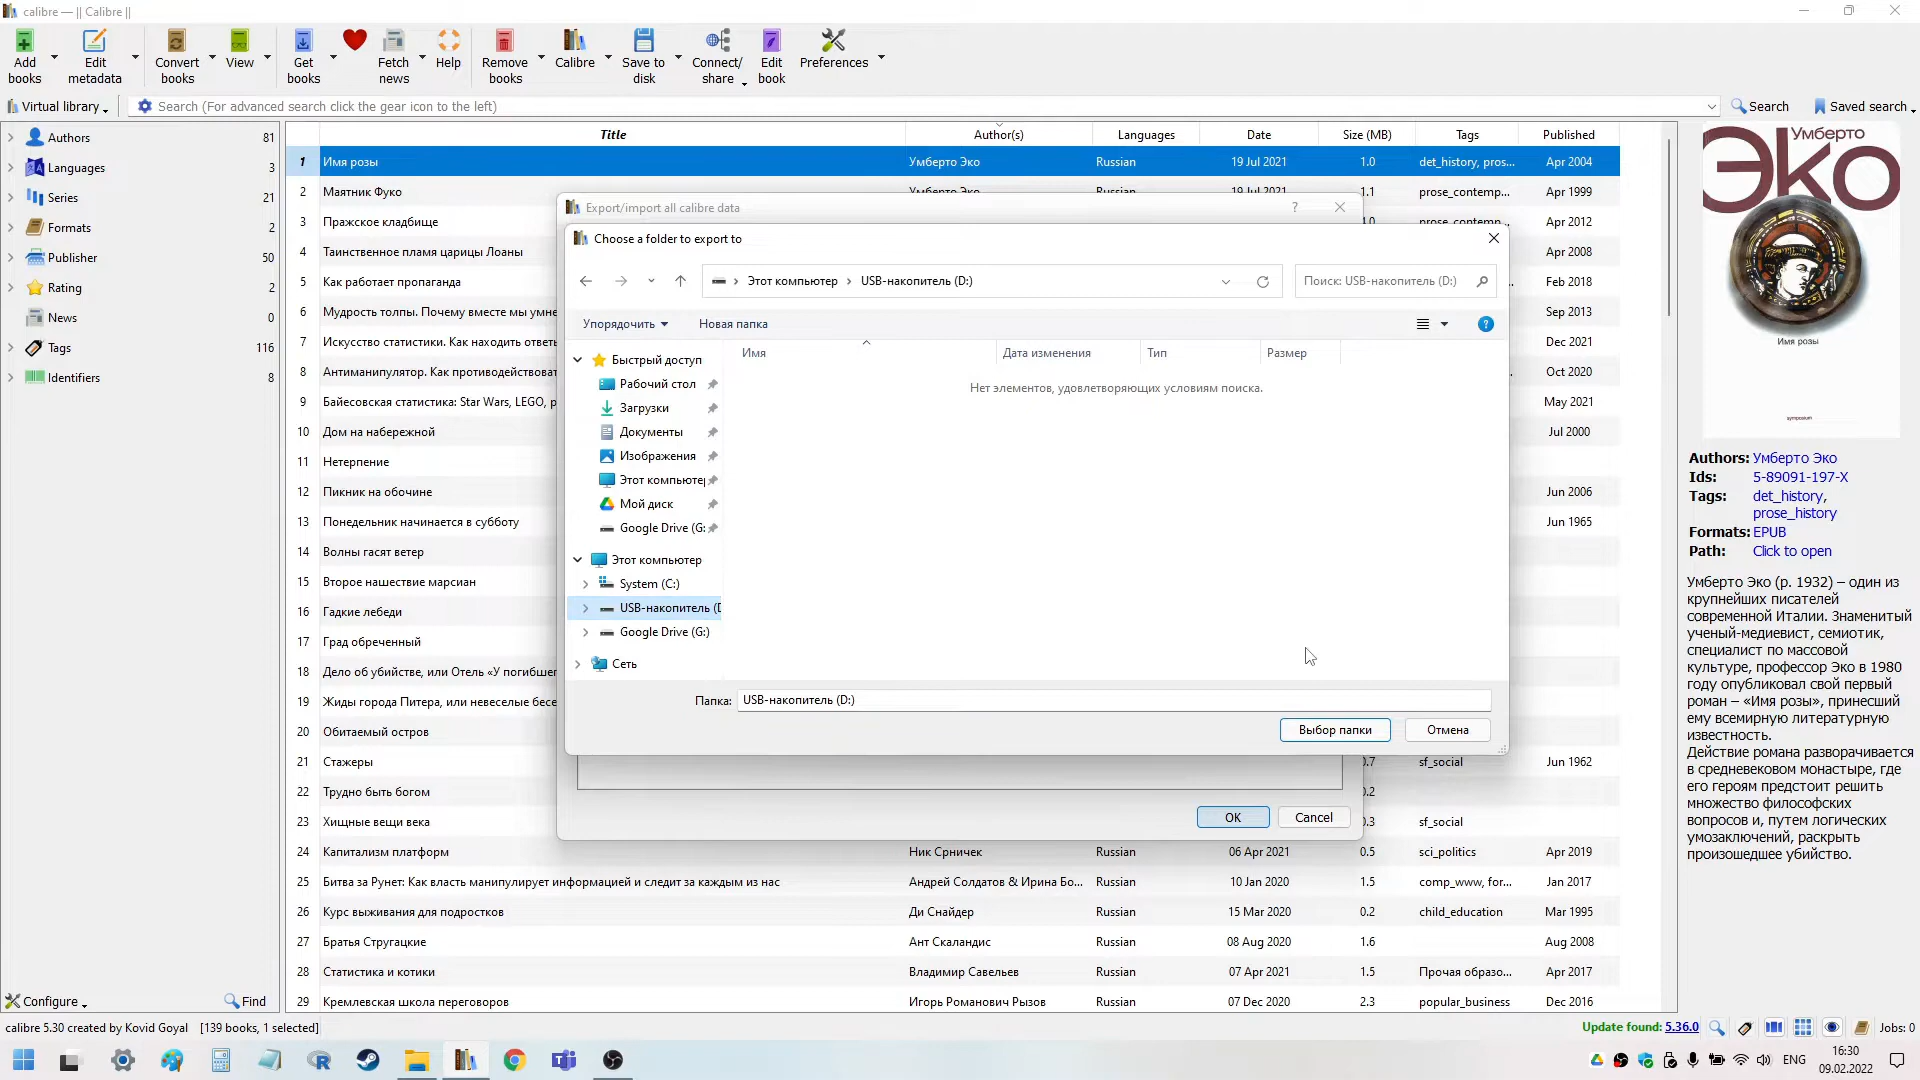 calibre — || Calibre ||
Add books
Edit metadata
Convert books
View
Get books
Fetch news
Help
Remove books
Calibre
Save to disk
Connect/ share
Edit book
Preferences
Virtual library
Search (For advanced search click the gear icon to the left)
Search
Saved search
Authors 81
Languages 3
Series 21
Formats 2
Publisher 50
Rating 2
News 0
Tags 116
Identifiers 8
Configure
Find
Title Author(s) Languages Date Size (MB) Tags Published
1 Имя розы Умберто Эко Russian 19 Jul 2021 1.0 det_history, pros... Apr 2004
2 Маятник Фуко Умберто Эко Russian 19 Jul 2021 1.1 prose_contemp... Apr 1999
3 Пражское кладбище prose_contemp... Apr 2012
4 Таинственное пламя царицы Лоаны Apr 2008
5 Как работает пропаганда Feb 2018
6 Мудрость толпы. Почему вместе мы умне Sep 2013
7 Искусство статистики. Как находить ответы Dec 2021
8 Антиманипулятор. Как противодействоват Oct 2020
9 Байесовская статистика: Star Wars, LEGO, р May 2021
10 Дом на набережной Jul 2000
11 Нетерпение
12 Пикник на обочине Jun 2006
13 Понедельник начинается в субботу Jun 1965
14 Волны гасят ветер
15 Второе нашествие марсиан
16 Гадкие лебеди
17 Град обреченный
18 Дело об убийстве, или Отель «У погибшег
19 Жиды города Питера, или невеселые бесе
20 Обитаемый остров
21 Стажеры 0.7 sf_social Jun 1962
22 Трудно быть богом 0.2
23 Хищные вещи века 0.3 sf_social
24 Капитализм платформ Ник Срничек Russian 06 Apr 2021 0.5 sci_politics Apr 2019
25 Битва за Рунет: Как власть манипулирует информацией и следит за каждым из нас Андрей Солдатов & Ирина Бо... Russian 10 Jan 2020 1.5 comp_www, for... Jan 2017
26 Курс выживания для подростков Ди Снайдер Russian 15 Mar 2020 0.2 child_education Mar 1995
27 Братья Стругацкие Ант Скаландис Russian 08 Aug 2020 1.6 Aug 2008
28 Статистика и котики Владимир Савельев Russian 07 Apr 2021 1.5 Прочая образо... Apr 2017
29 Кремлевская школа переговоров Игорь Романович Рызов Russian 07 Dec 2020 2.3 popular_business Dec 2016
Export/import all calibre data ?
Choose a folder to export to
Этот компьютер USB-накопитель (D:)
Поиск: USB-накопитель (D:)
Упорядочить Новая папка
Имя Дата изменения Тип Размер
Нет элементов, удовлетворяющих условиям поиска.
Быстрый доступ
Рабочий стол
Загрузки
Документы
Изображения
Этот компьютер
Мой диск
Google Drive (G:
Этот компьютер
System (C:)
USB-накопитель (D
Google Drive (G:)
Сеть
Папка: USB-накопитель (D:)
Выбор папки Отмена
OK Cancel
Умберто
Эко
Имя розы
symposium
Authors: Умберто Эко
Ids: 5-89091-197-X
Tags: det_history,
prose_history
Formats: EPUB
Path: Click to open
Умберто Эко (р. 1932) – один из
крупнейших писателей
современной Италии. Знаменитый
ученый-медиевист, семиотик,
специалист по массовой
культуре, профессор Эко в 1980
году опубликовал свой первый
роман – «Имя розы», принесший
ему всемирную литературную
известность.
Действие романа разворачивается
в средневековом монастыре, где
его героям предстоит решить
множество философских
вопросов и, путем логических
умозаключений, раскрыть
произошедшее убийство.
calibre 5.30 created by Kovid Goyal [139 books, 1 selected]
Update found: 5.36.0
Jobs: 0
ENG
16:30
09.02.2022